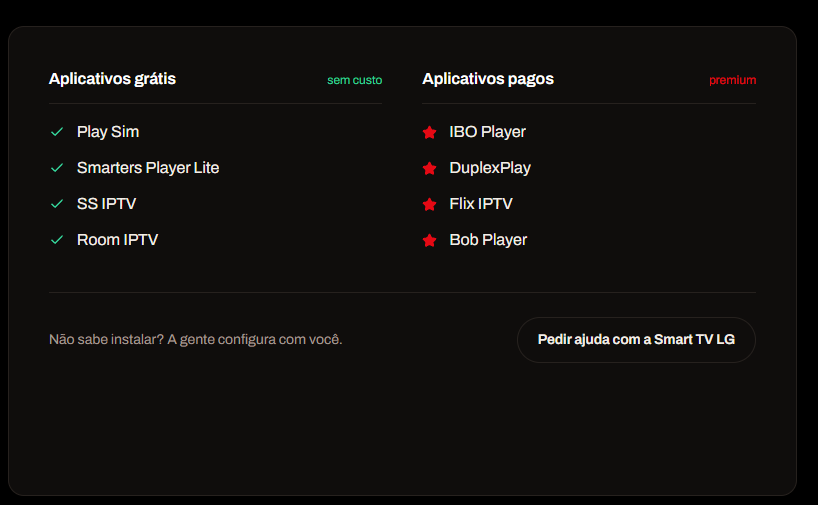 Aplicativos grátis
sem custo
Play Sim
Smarters Player Lite
SS IPTV
Room IPTV
Aplicativos pagos
premium
IBO Player
DuplexPlay
Flix IPTV
Bob Player
Não sabe instalar? A gente configura com você.
Pedir ajuda com a Smart TV LG